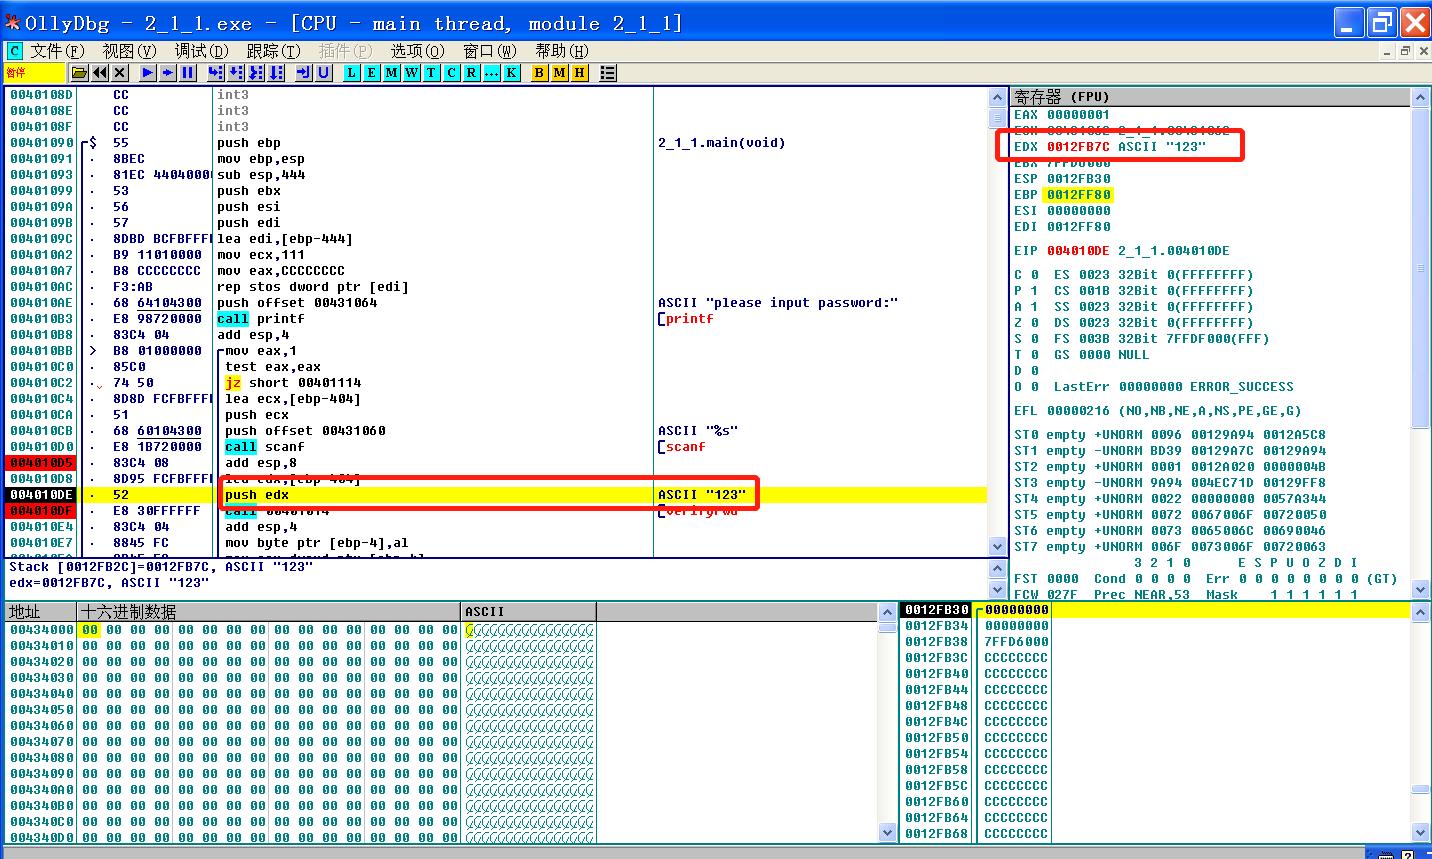 OllyDbg - 2_1_1.exe - [CPU - main thread, module 2_1_1]
C 文件(F) 视图(V) 调试(D) 跟踪(T) 插件(P) 选项(O) 窗口(W) 帮助(H)
暂停 L E M W T C R ... K B M H
0040108D CC int3
0040108E CC int3
0040108F CC int3
00401090 $ 55 push ebp 2_1_1.main(void)
00401091 . 8BEC mov ebp,esp
00401093 . 81EC 4404000 sub esp,444
00401099 . 53 push ebx
0040109A . 56 push esi
0040109B . 57 push edi
0040109C . 8DBD BCFBFFF lea edi,[ebp-444]
004010A2 . B9 11010000 mov ecx,111
004010A7 . B8 CCCCCCCC mov eax,CCCCCCCC
004010AC . F3:AB rep stos dword ptr [edi]
004010AE . 68 64104300 push offset 00431064 ASCII "please input password:"
004010B3 . E8 98720000 call printf printf
004010B8 . 83C4 04 add esp,4
004010BB > B8 01000000 mov eax,1
004010C0 . 85C0 test eax,eax
004010C2 . 74 50 jz short 00401114
004010C4 . 8D8D FCFBFFF lea ecx,[ebp-404]
004010CA . 51 push ecx
004010CB . 68 60104300 push offset 00431060 ASCII "%s"
004010D0 . E8 1B720000 call scanf scanf
004010D5 . 83C4 08 add esp,8
004010D8 . 8D95 FCFBFFF lea edx,[ebp-404]
004010DE . 52 push edx ASCII "123"
004010DF . E8 30FFFFFF call 00401014 verifyPwd
004010E4 . 83C4 04 add esp,4
004010E7 . 8845 FC mov byte ptr [ebp-4],al
Stack [0012FB2C]=0012FB7C, ASCII "123"
edx=0012FB7C, ASCII "123"
寄存器 (FPU)
EAX 00000001
EDX 0012FB7C ASCII "123"
EBX 7FFD6000
ESP 0012FB30
EBP 0012FF80
ESI 00000000
EDI 0012FF80
EIP 004010DE 2_1_1.004010DE
C 0 ES 0023 32Bit 0(FFFFFFFF)
P 1 CS 001B 32Bit 0(FFFFFFFF)
A 1 SS 0023 32Bit 0(FFFFFFFF)
Z 0 DS 0023 32Bit 0(FFFFFFFF)
S 0 FS 003B 32Bit 7FFDF000(FFF)
T 0 GS 0000 NULL
D 0
O 0 LastErr 00000000 ERROR_SUCCESS
EFL 00000216 (NO,NB,NE,A,NS,PE,GE,G)
ST0 empty +UNORM 0096 00129A94 0012A5C8
ST1 empty -UNORM BD39 00129A7C 00129A94
ST2 empty +UNORM 0001 0012A020 0000004B
ST3 empty -UNORM 9A94 004EC71D 00129FF8
ST4 empty +UNORM 0022 00000000 0057A344
ST5 empty +UNORM 0072 0067006F 00720050
ST6 empty +UNORM 0073 0065006C 00690046
ST7 empty +UNORM 006F 0073006F 00720063
3 2 1 0 E S P U O Z D I
FST 0000 Cond 0 0 0 0 Err 0 0 0 0 0 0 0 0 (GT)
FCW 027F Prec NEAR,53 Mask 1 1 1 1 1 1
地址 十六进制数据 ASCII
00434000 00 00 00 00 00 00 00 00 00 00 00 00 00 00 00 00
00434010 00 00 00 00 00 00 00 00 00 00 00 00 00 00 00 00
00434020 00 00 00 00 00 00 00 00 00 00 00 00 00 00 00 00
00434030 00 00 00 00 00 00 00 00 00 00 00 00 00 00 00 00
00434040 00 00 00 00 00 00 00 00 00 00 00 00 00 00 00 00
00434050 00 00 00 00 00 00 00 00 00 00 00 00 00 00 00 00
00434060 00 00 00 00 00 00 00 00 00 00 00 00 00 00 00 00
00434070 00 00 00 00 00 00 00 00 00 00 00 00 00 00 00 00
00434080 00 00 00 00 00 00 00 00 00 00 00 00 00 00 00 00
00434090 00 00 00 00 00 00 00 00 00 00 00 00 00 00 00 00
004340A0 00 00 00 00 00 00 00 00 00 00 00 00 00 00 00 00
004340B0 00 00 00 00 00 00 00 00 00 00 00 00 00 00 00 00
004340C0 00 00 00 00 00 00 00 00 00 00 00 00 00 00 00 00
004340D0 00 00 00 00 00 00 00 00 00 00 00 00 00 00 00 00
0012FB30 00000000
0012FB34 00000000
0012FB38 7FFD6000
0012FB3C CCCCCCCC
0012FB40 CCCCCCCC
0012FB44 CCCCCCCC
0012FB48 CCCCCCCC
0012FB4C CCCCCCCC
0012FB50 CCCCCCCC
0012FB54 CCCCCCCC
0012FB58 CCCCCCCC
0012FB5C CCCCCCCC
0012FB60 CCCCCCCC
0012FB64 CCCCCCCC
0012FB68 CCCCCCCC